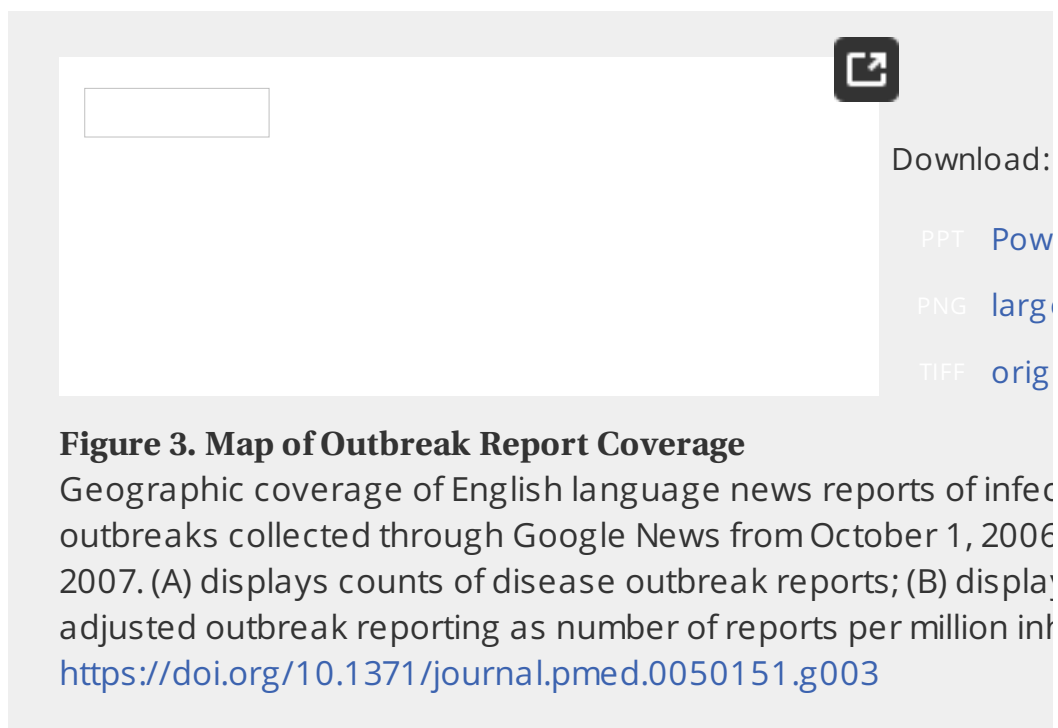 Download:
PPT Pow
PNG larg
TIFF orig
Figure 3. Map of Outbreak Report Coverage
Geographic coverage of English language news reports of infec
outbreaks collected through Google News from October 1, 2006
2007. (A) displays counts of disease outbreak reports; (B) display
adjusted outbreak reporting as number of reports per million inh
https://doi.org/10.1371/journal.pmed.0050151.g003